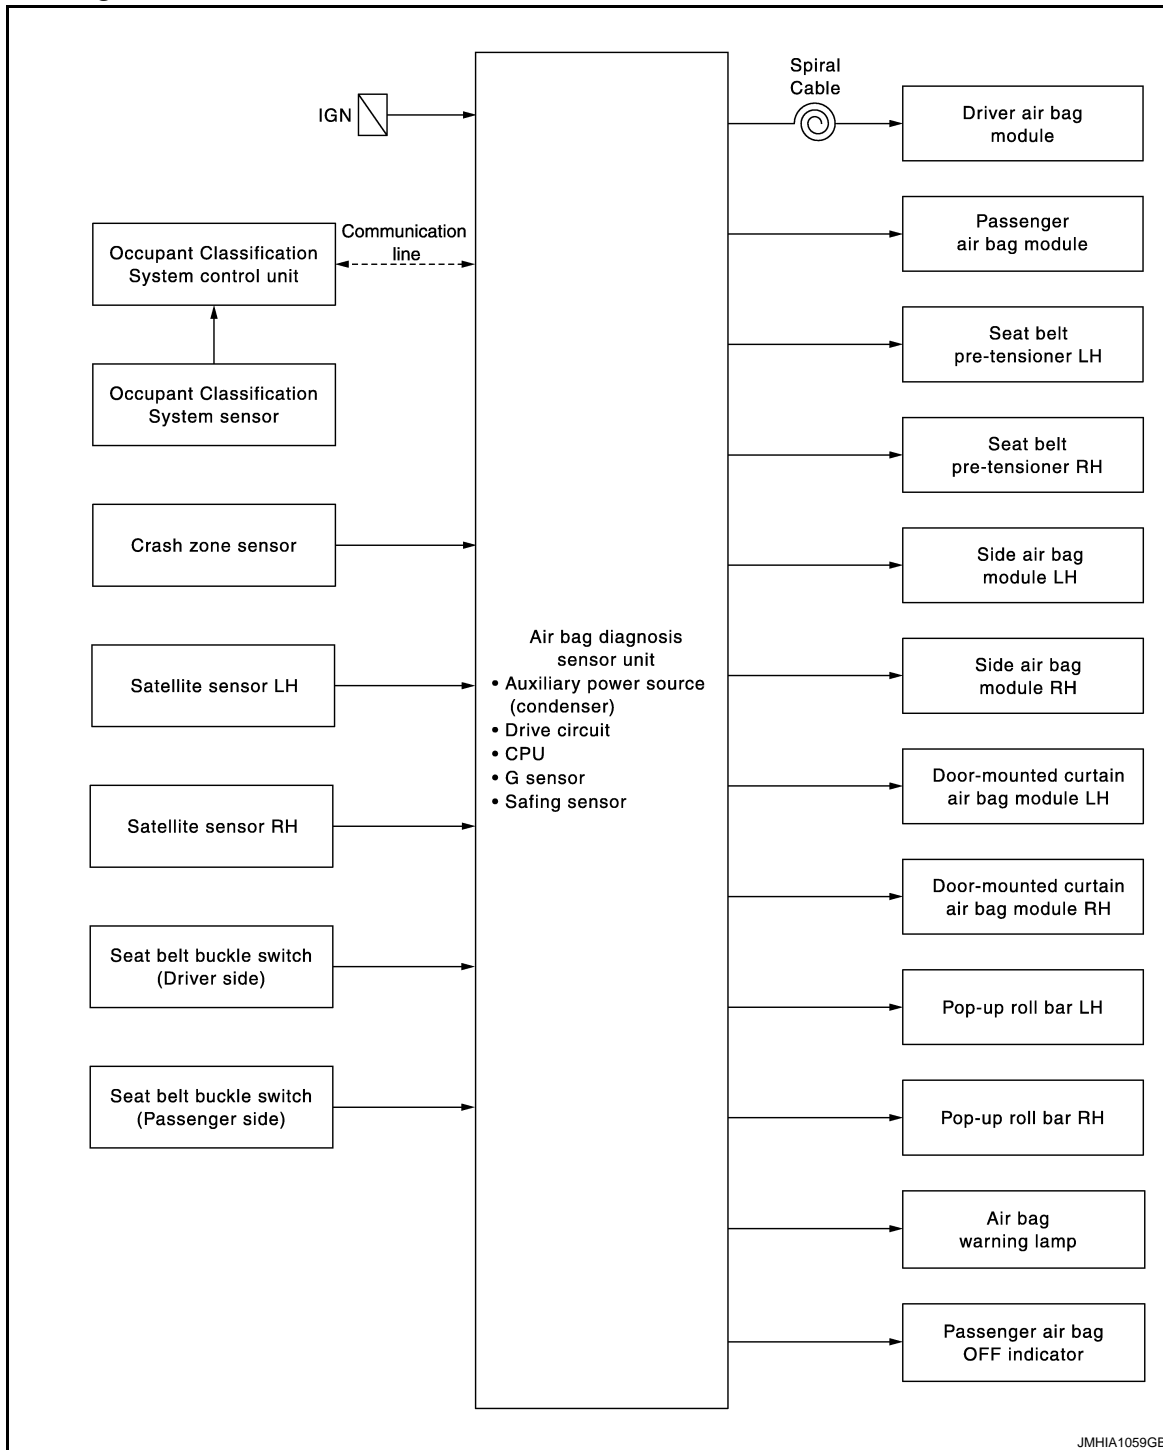 IGN
Communication
line
Occupant Classification
System control unit
Occupant Classification
System sensor
Crash zone sensor
Satellite sensor LH
Satellite sensor RH
Seat belt buckle switch
(Driver side)
Seat belt buckle switch
(Passenger side)
Air bag diagnosis
sensor unit
• Auxiliary power source
(condenser)
• Drive circuit
• CPU
• G sensor
• Safing sensor
Spiral
Cable
Driver air bag
module
Passenger
air bag module
Seat belt
pre-tensioner LH
Seat belt
pre-tensioner RH
Side air bag
module LH
Side air bag
module RH
Door-mounted curtain
air bag module LH
Door-mounted curtain
air bag module RH
Pop-up roll bar LH
Pop-up roll bar RH
Air bag
warning lamp
Passenger air bag
OFF indicator